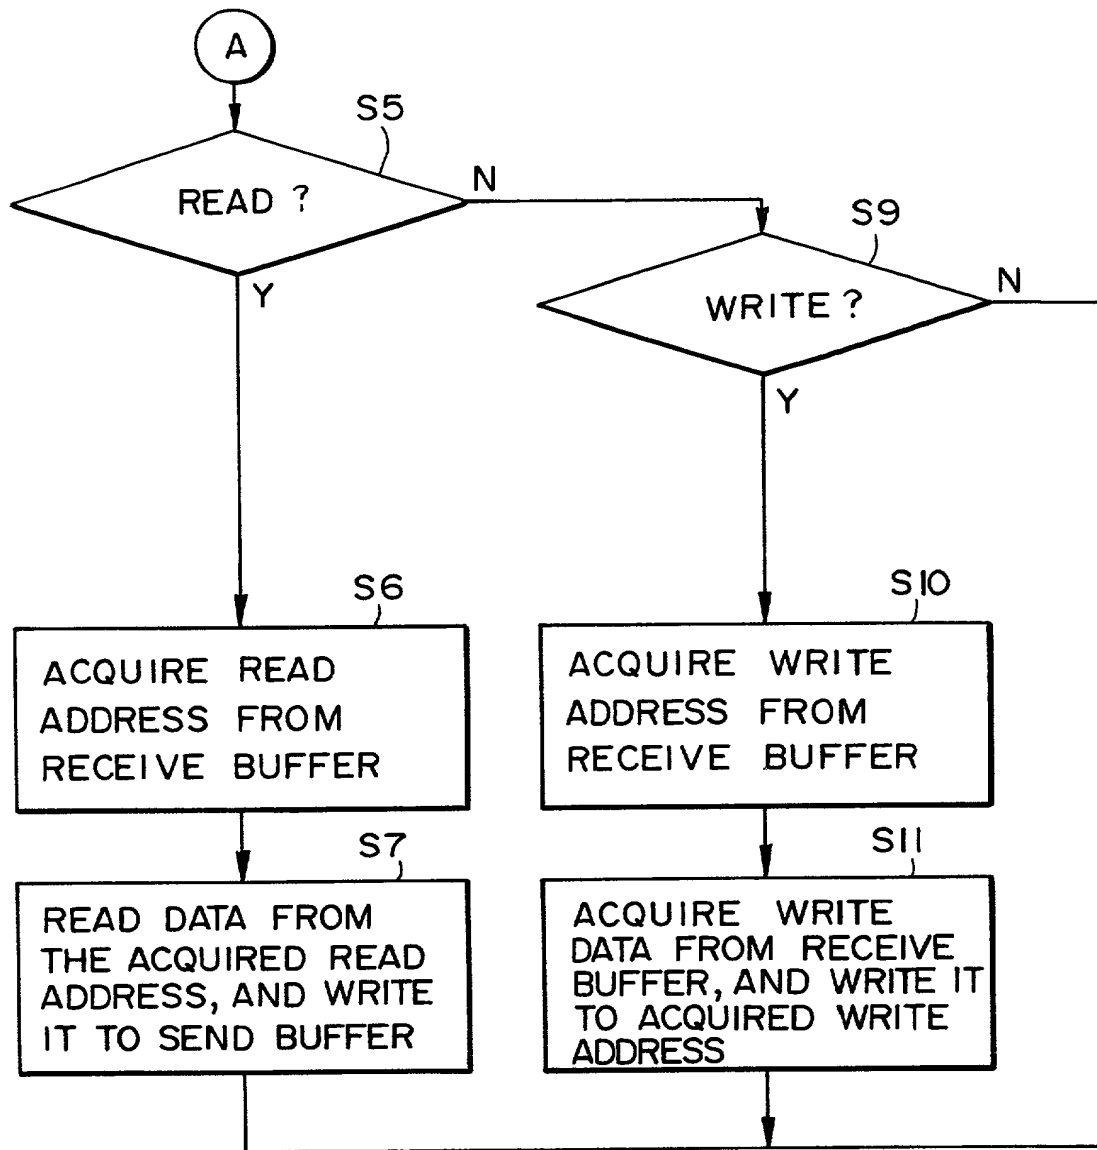 A
S5
READ ?
N
Y
S9
WRITE ?
N
Y
S6
ACQUIRE READ
ADDRESS FROM
RECEIVE BUFFER
S10
ACQUIRE WRITE
ADDRESS FROM
RECEIVE BUFFER
S7
READ DATA FROM
THE ACQUIRED READ
ADDRESS, AND WRITE
IT TO SEND BUFFER
S11
ACQUIRE WRITE
DATA FROM RECEIVE
BUFFER, AND WRITE IT
TO ACQUIRED WRITE
ADDRESS